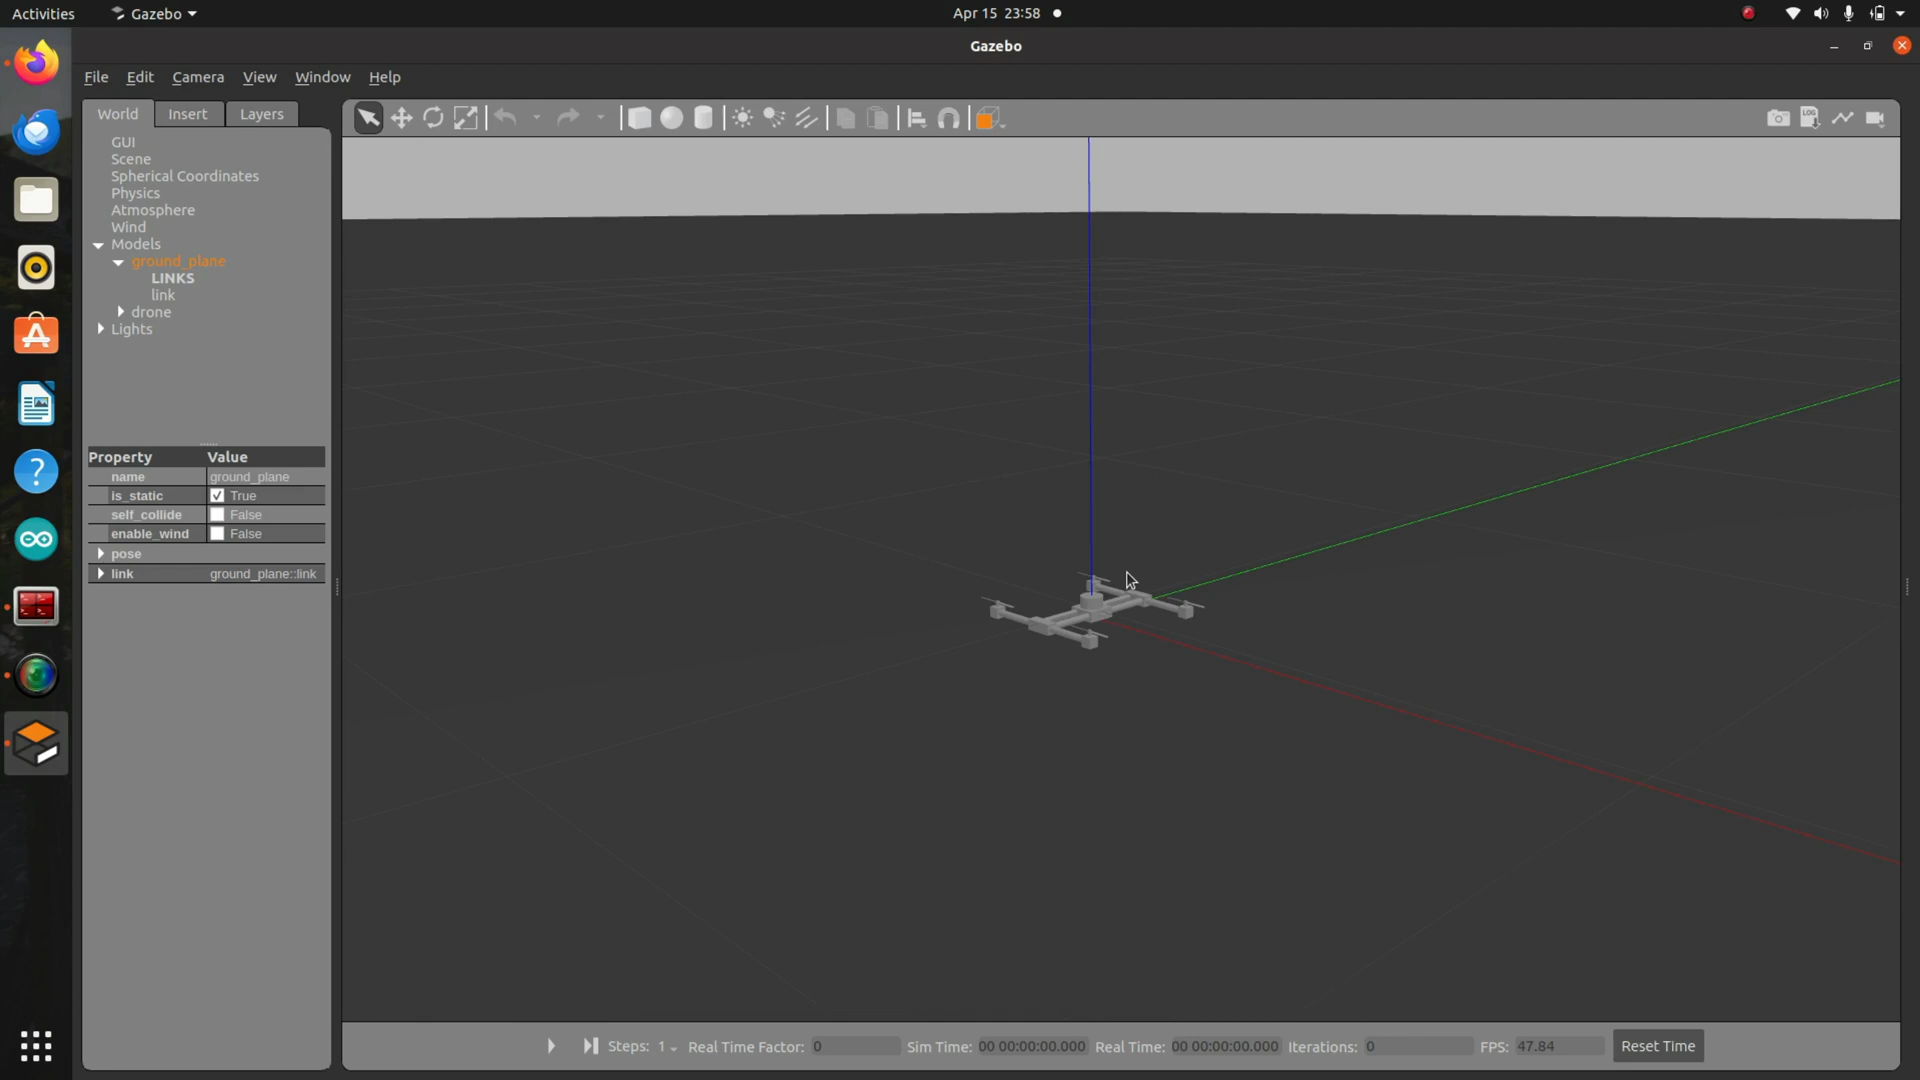 Activities Gazebo Apr 15 23:58
Gazebo
File Edit Camera View Window Help
World Insert Layers
GUI
Scene
Spherical Coordinates
Physics
Atmosphere
Wind
Models
ground_plane
LINKS
link
drone
Lights
Property Value
name ground_plane
is_static True
self_collide False
enable_wind False
pose
link ground_plane::link
LOG
Steps: 1 Real Time Factor: 0 Sim Time: 00 00:00:00.000 Real Time: 00 00:00:00.000 Iterations: 0 FPS: 47.84 Reset Time